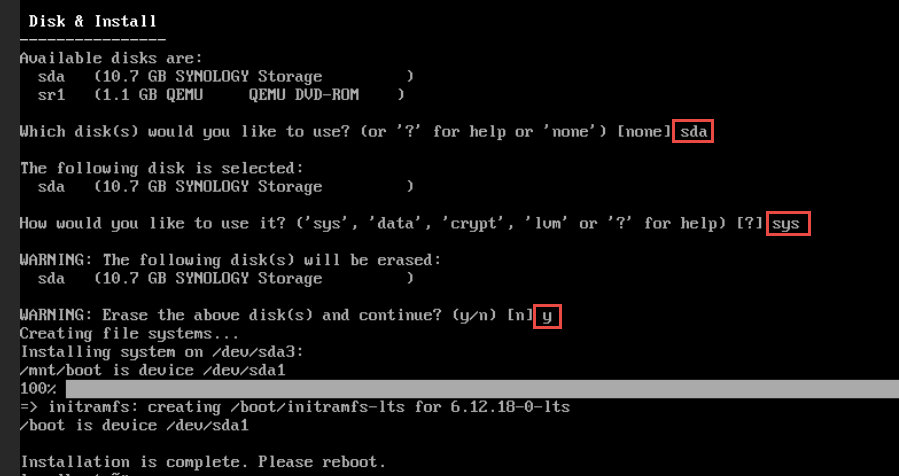 Disk & Install
----------------
Available disks are:
  sda   (10.7 GB SYNOLOGY Storage         )
  sr1   (1.1 GB QEMU     QEMU DVD-ROM    )
Which disk(s) would you like to use? (or '?' for help or 'none') [none] sda
The following disk is selected:
  sda   (10.7 GB SYNOLOGY Storage         )
How would you like to use it? ('sys', 'data', 'crypt', 'lvm' or '?' for help) [?] sys
WARNING: The following disk(s) will be erased:
  sda   (10.7 GB SYNOLOGY Storage         )
WARNING: Erase the above disk(s) and continue? (y/n) [n] y
Creating file systems...
Installing system on /dev/sda3:
/mnt/boot is device /dev/sda1
100%
=> initramfs: creating /boot/initramfs-lts for 6.12.18-0-lts
/boot is device /dev/sda1
Installation is complete. Please reboot.